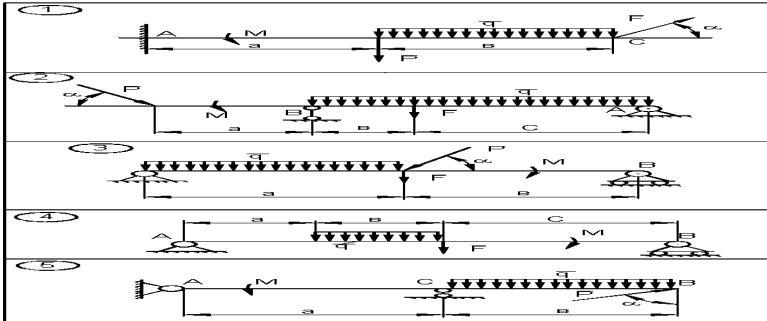 1
A M F α
q̄
C
P
a в
2
α P q̄
M B F A
a в C
3
q̄ P α M B
F
a в
4
a в C
A q̄ F M B
5
A M C q̄ B
P α
a в